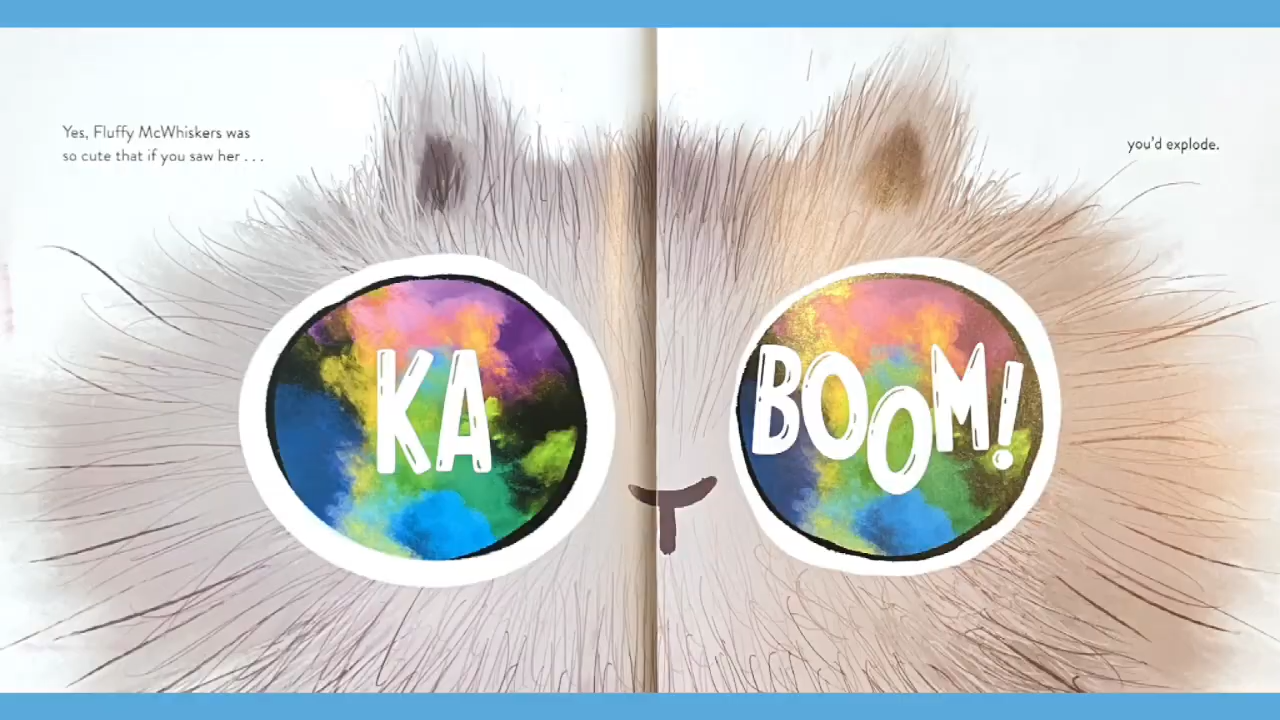 Yes, Fluffy McWhiskers was
so cute that if you saw her . . .
you'd explode.
KA
BOOM!